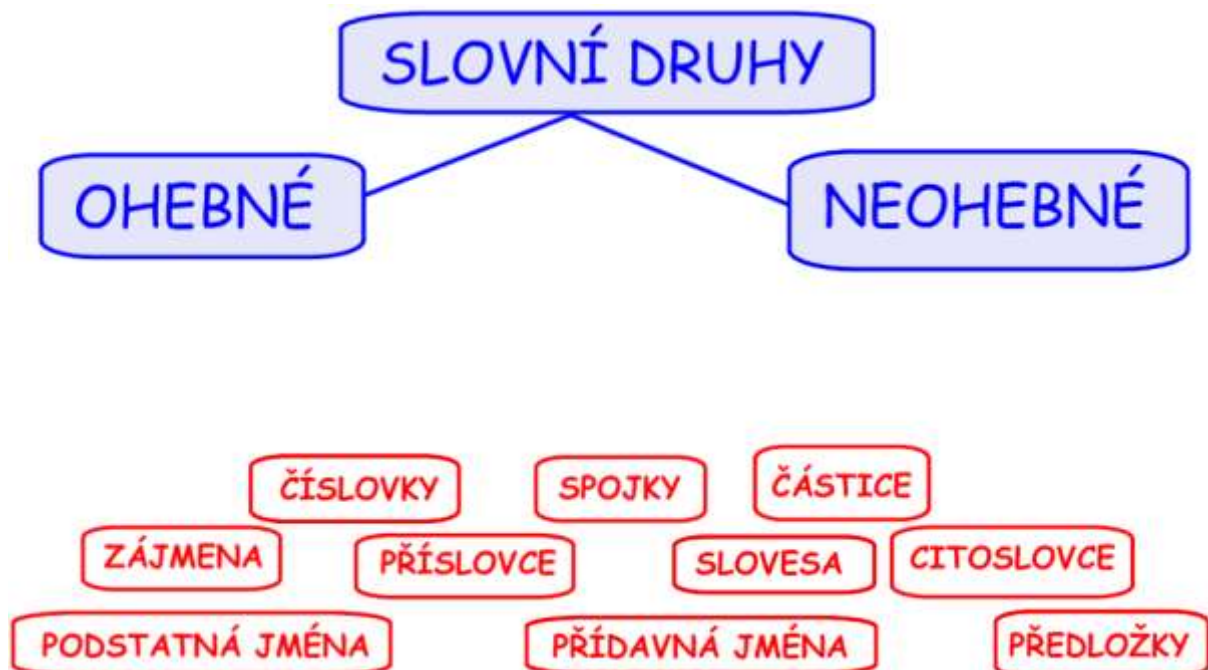 SLOVNÍ DRUHY
OHEBNÉ
NEOHEBNÉ
ČÍSLOVKY
SPOJKY
ČÁSTICE
ZÁJMENA
PŘÍSLOVCE
SLOVESA
CITOSLOVCE
PODSTATNÁ JMÉNA
PŘÍDAVNÁ JMÉNA
PŘEDLOŽKY